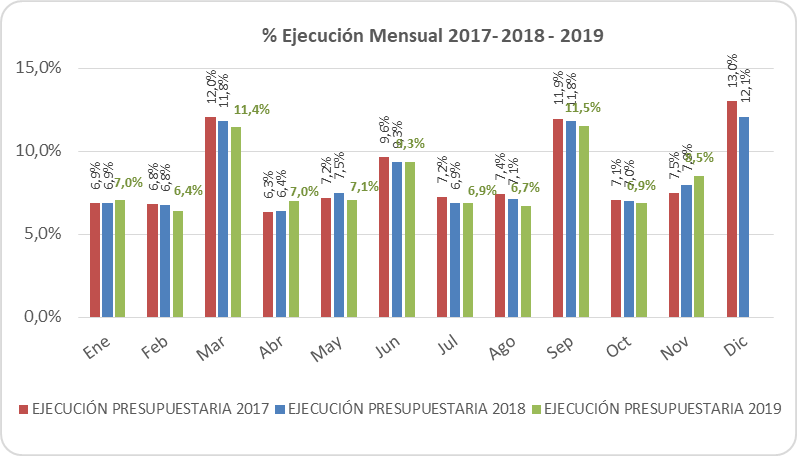 % Ejecución Mensual 2017- 2018 - 2019
15,0%
10,0%
5,0%
0,0%
6,9%
6,9%
7,0%
6,8%
6,8%
6,4%
12,0%
11,8%
11,4%
6,3%
6,4%
7,0%
7,2%
7,5%
7,1%
9,6%
9,3%
9,3%
7,2%
6,9%
6,9%
7,4%
7,1%
6,7%
11,9%
11,8%
11,5%
7,1%
7,0%
6,9%
7,5%
7,9%
8,5%
13,0%
12,1%
Ene
Feb
Mar
Abr
May
Jun
Jul
Ago
Sep
Oct
Nov
Dic
EJECUCIÓN PRESUPUESTARIA 2017
EJECUCIÓN PRESUPUESTARIA 2018
EJECUCIÓN PRESUPUESTARIA 2019